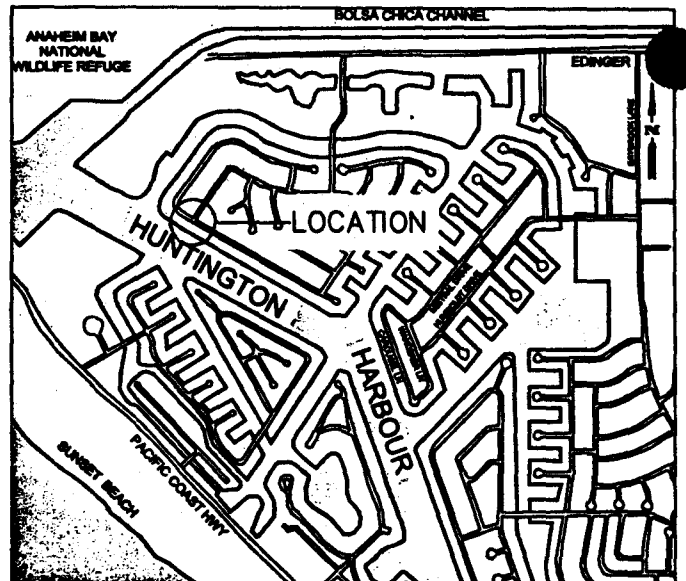 BOLSA CHICA CHANNEL
ANAHEIM BAY
NATIONAL
WILDLIFE REFUGE
EDINGER
N
LOCATION
HUNTINGTON
HARBOUR
PACIFIC COAST HWY
SUNSET BEACH